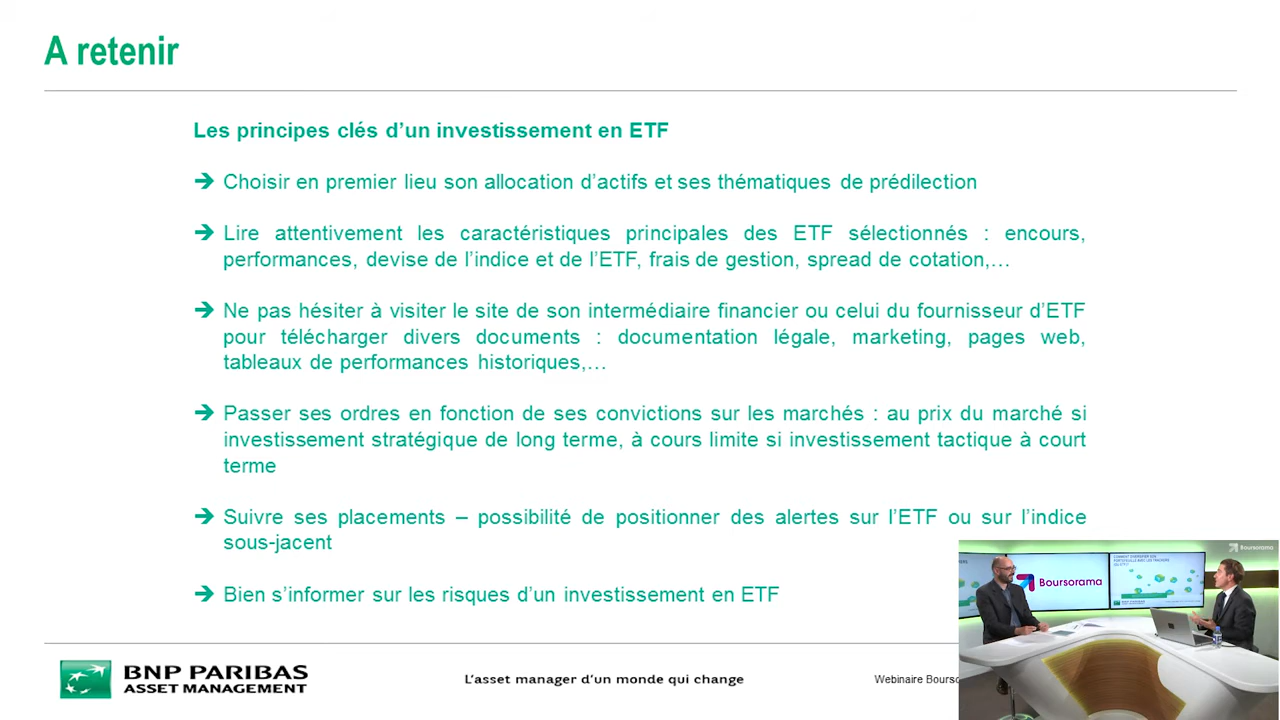 A retenir
Les principes clés d'un investissement en ETF
➔ Choisir en premier lieu son allocation d'actifs et ses thématiques de prédilection
➔ Lire attentivement les caractéristiques principales des ETF sélectionnés : encours,
performances, devise de l'indice et de l'ETF, frais de gestion, spread de cotation,…
➔ Ne pas hésiter à visiter le site de son intermédiaire financier ou celui du fournisseur d'ETF
pour télécharger divers documents : documentation légale, marketing, pages web,
tableaux de performances historiques,…
➔ Passer ses ordres en fonction de ses convictions sur les marchés : au prix du marché si
investissement stratégique de long terme, à cours limite si investissement tactique à court
terme
➔ Suivre ses placements – possibilité de positionner des alertes sur l'ETF ou sur l'indice
sous-jacent
➔ Bien s'informer sur les risques d'un investissement en ETF
BNP PARIBAS
ASSET MANAGEMENT
L'asset manager d'un monde qui change
Webinaire Bourso
Boursorama
Boursorama